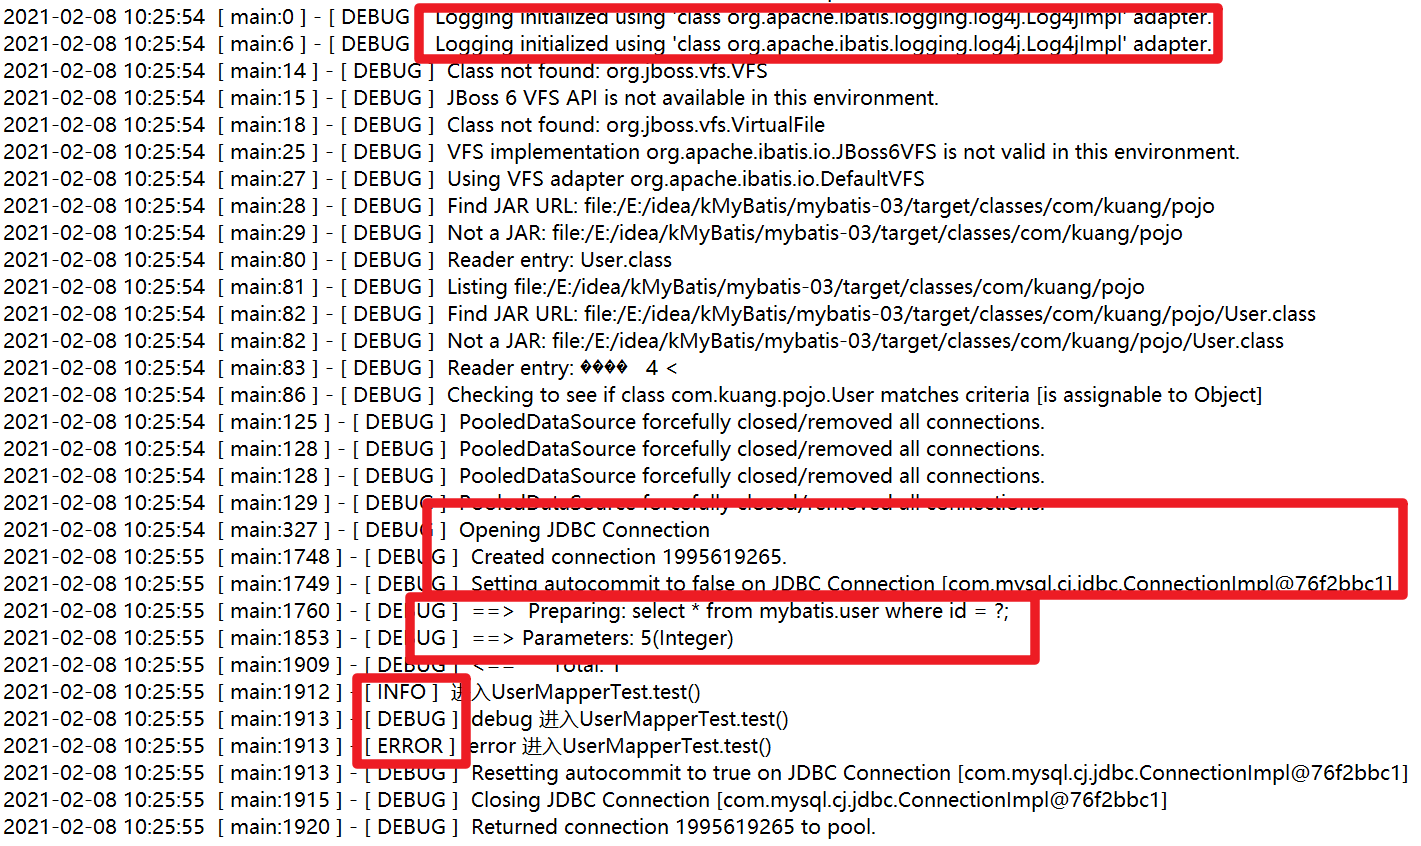 2021-02-08 10:25:54 [ main:0 ] - [ DEBUG Logging initialized using 'class org.apache.ibatis.logging.log4j.Log4jImpl' adapter.
2021-02-08 10:25:54 [ main:6 ] - [ DEBUG Logging initialized using 'class org.apache.ibatis.logging.log4j.Log4jImpl' adapter.
2021-02-08 10:25:54 [ main:14 ] - [ DEBUG ] Class not found: org.jboss.vfs.VFS
2021-02-08 10:25:54 [ main:15 ] - [ DEBUG ] JBoss 6 VFS API is not available in this environment.
2021-02-08 10:25:54 [ main:18 ] - [ DEBUG ] Class not found: org.jboss.vfs.VirtualFile
2021-02-08 10:25:54 [ main:25 ] - [ DEBUG ] VFS implementation org.apache.ibatis.io.JBoss6VFS is not valid in this environment.
2021-02-08 10:25:54 [ main:27 ] - [ DEBUG ] Using VFS adapter org.apache.ibatis.io.DefaultVFS
2021-02-08 10:25:54 [ main:28 ] - [ DEBUG ] Find JAR URL: file:/E:/idea/kMyBatis/mybatis-03/target/classes/com/kuang/pojo
2021-02-08 10:25:54 [ main:29 ] - [ DEBUG ] Not a JAR: file:/E:/idea/kMyBatis/mybatis-03/target/classes/com/kuang/pojo
2021-02-08 10:25:54 [ main:80 ] - [ DEBUG ] Reader entry: User.class
2021-02-08 10:25:54 [ main:81 ] - [ DEBUG ] Listing file:/E:/idea/kMyBatis/mybatis-03/target/classes/com/kuang/pojo
2021-02-08 10:25:54 [ main:82 ] - [ DEBUG ] Find JAR URL: file:/E:/idea/kMyBatis/mybatis-03/target/classes/com/kuang/pojo/User.class
2021-02-08 10:25:54 [ main:82 ] - [ DEBUG ] Not a JAR: file:/E:/idea/kMyBatis/mybatis-03/target/classes/com/kuang/pojo/User.class
2021-02-08 10:25:54 [ main:83 ] - [ DEBUG ] Reader entry: ���� 4 <
2021-02-08 10:25:54 [ main:86 ] - [ DEBUG ] Checking to see if class com.kuang.pojo.User matches criteria [is assignable to Object]
2021-02-08 10:25:54 [ main:125 ] - [ DEBUG ] PooledDataSource forcefully closed/removed all connections.
2021-02-08 10:25:54 [ main:128 ] - [ DEBUG ] PooledDataSource forcefully closed/removed all connections.
2021-02-08 10:25:54 [ main:128 ] - [ DEBUG ] PooledDataSource forcefully closed/removed all connections.
2021-02-08 10:25:54 [ main:129 ] - [ DEBUG ] PooledDataSource forcefully closed/removed all connections.
2021-02-08 10:25:54 [ main:327 ] - [ DEBUG ] Opening JDBC Connection
2021-02-08 10:25:55 [ main:1748 ] - [ DEBUG ] Created connection 1995619265.
2021-02-08 10:25:55 [ main:1749 ] - [ DEBUG ] Setting autocommit to false on JDBC Connection [com.mysql.cj.jdbc.ConnectionImpl@76f2bbc1]
2021-02-08 10:25:55 [ main:1760 ] - [ DEBUG ] ==> Preparing: select * from mybatis.user where id = ?;
2021-02-08 10:25:55 [ main:1853 ] - [ DEBUG ] ==> Parameters: 5(Integer)
2021-02-08 10:25:55 [ main:1909 ] - [ DEBUG ] <== Total: 1
2021-02-08 10:25:55 [ main:1912 ] - [ INFO ] 进入UserMapperTest.test()
2021-02-08 10:25:55 [ main:1913 ] - [ DEBUG ] debug 进入UserMapperTest.test()
2021-02-08 10:25:55 [ main:1913 ] - [ ERROR ] error 进入UserMapperTest.test()
2021-02-08 10:25:55 [ main:1913 ] - [ DEBUG ] Resetting autocommit to true on JDBC Connection [com.mysql.cj.jdbc.ConnectionImpl@76f2bbc1]
2021-02-08 10:25:55 [ main:1915 ] - [ DEBUG ] Closing JDBC Connection [com.mysql.cj.jdbc.ConnectionImpl@76f2bbc1]
2021-02-08 10:25:55 [ main:1920 ] - [ DEBUG ] Returned connection 1995619265 to pool.